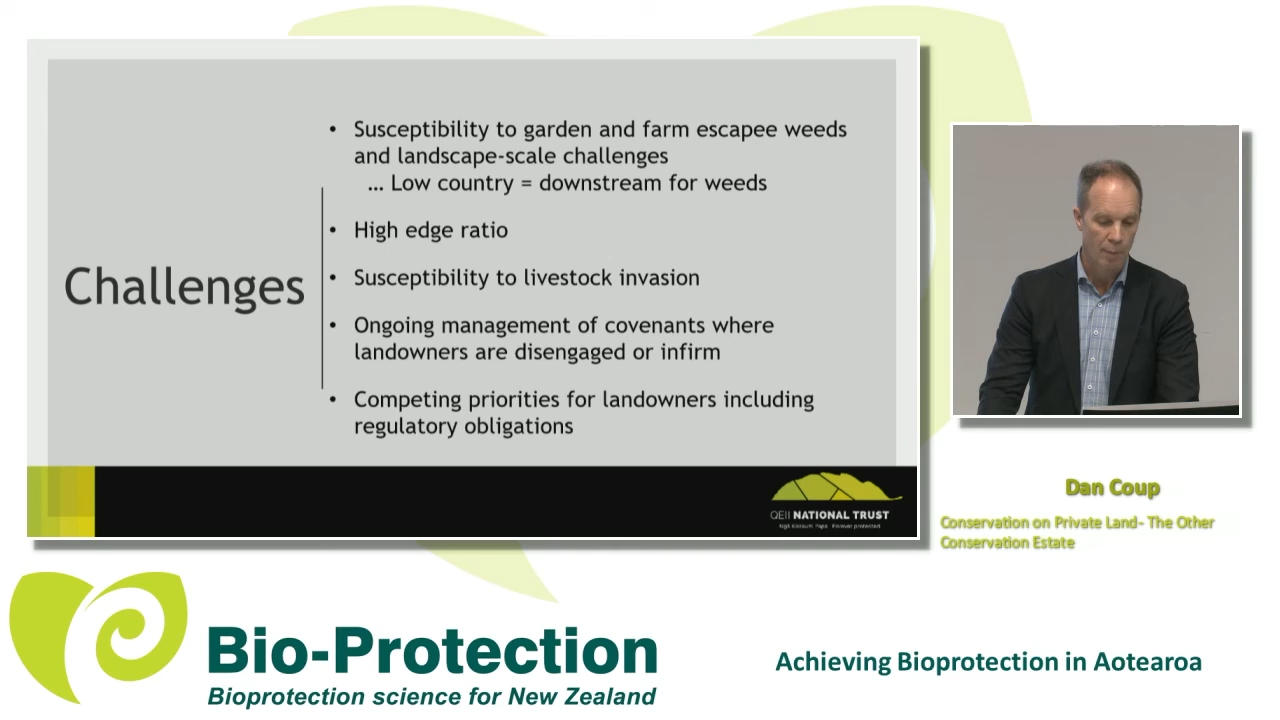 Challenges
• Susceptibility to garden and farm escapee weeds
and landscape-scale challenges
… Low country = downstream for weeds
• High edge ratio
• Susceptibility to livestock invasion
• Ongoing management of covenants where
landowners are disengaged or infirm
• Competing priorities for landowners including
regulatory obligations
QEII NATIONAL TRUST
Forever protected
Dan Coup
Conservation on Private Land- The Other
Conservation Estate
Bio-Protection
Bioprotection science for New Zealand
Achieving Bioprotection in Aotearoa